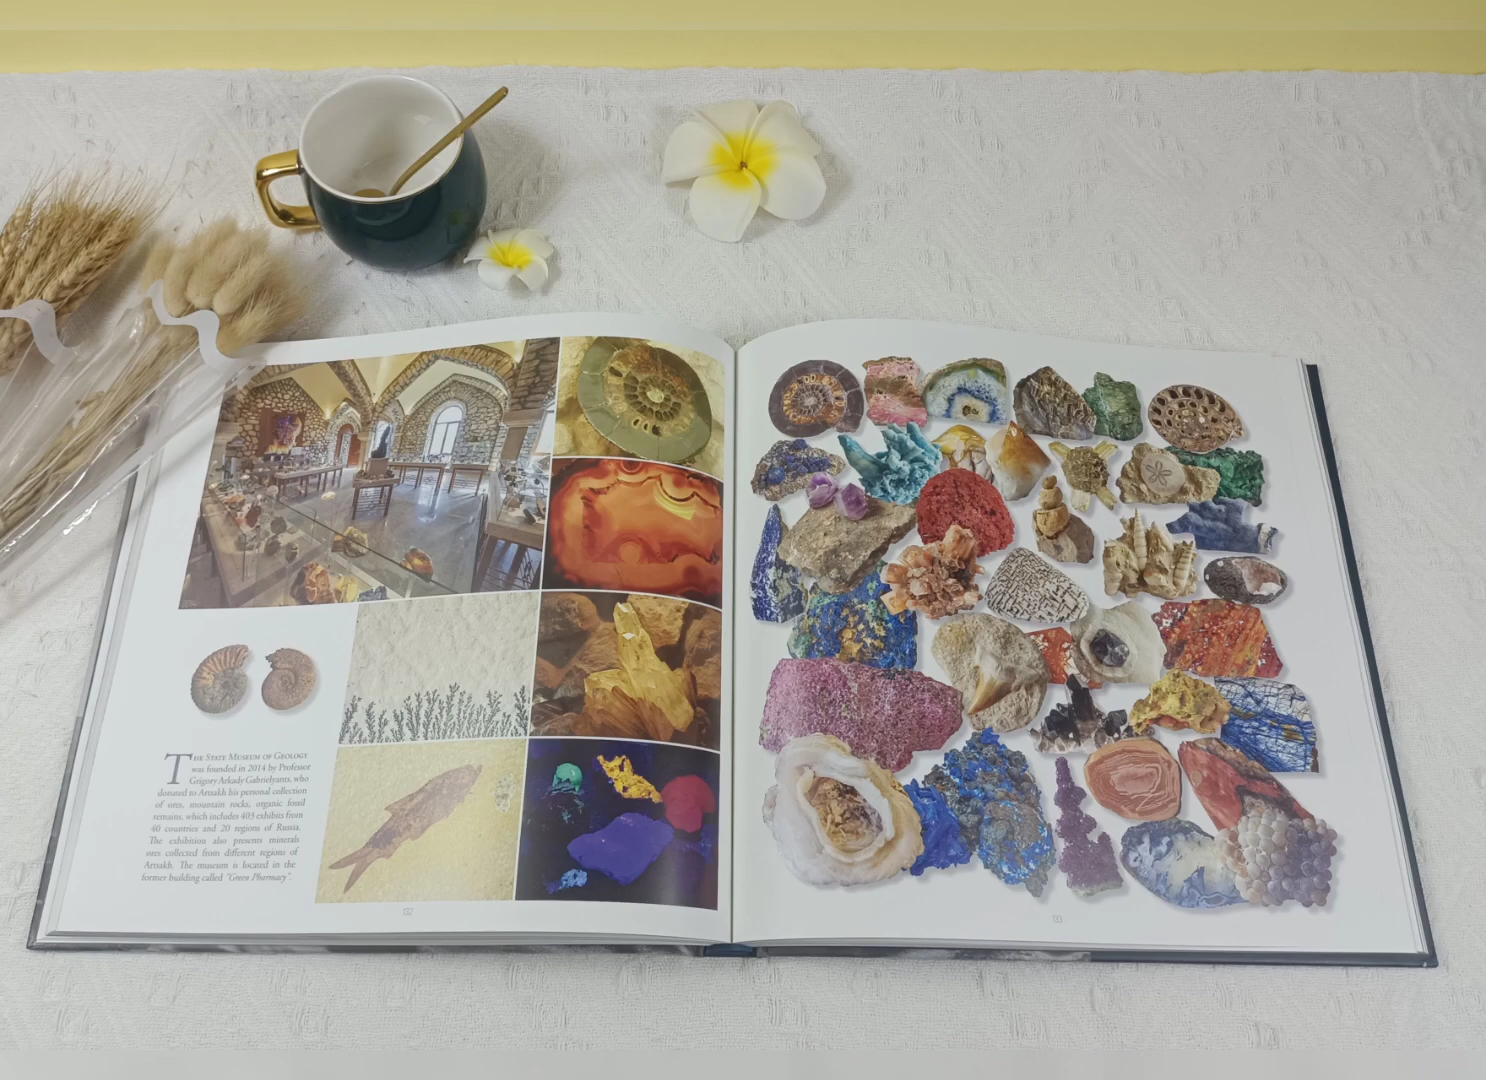 THE STATE MUSEUM OF GEOLOGY
was founded in 2014 by Professor
Grigory Arkady Gabrielyants, who
donated to Artsakh his personal collection
of ores, mountain rocks, organic fossil
remains, which includes 403 exhibits from
40 countries and 20 regions of Russia.
The exhibition also presents minerals
ores collected from different regions of
Artsakh. The museum is located in the
former building called "Green Pharmacy".
132
133